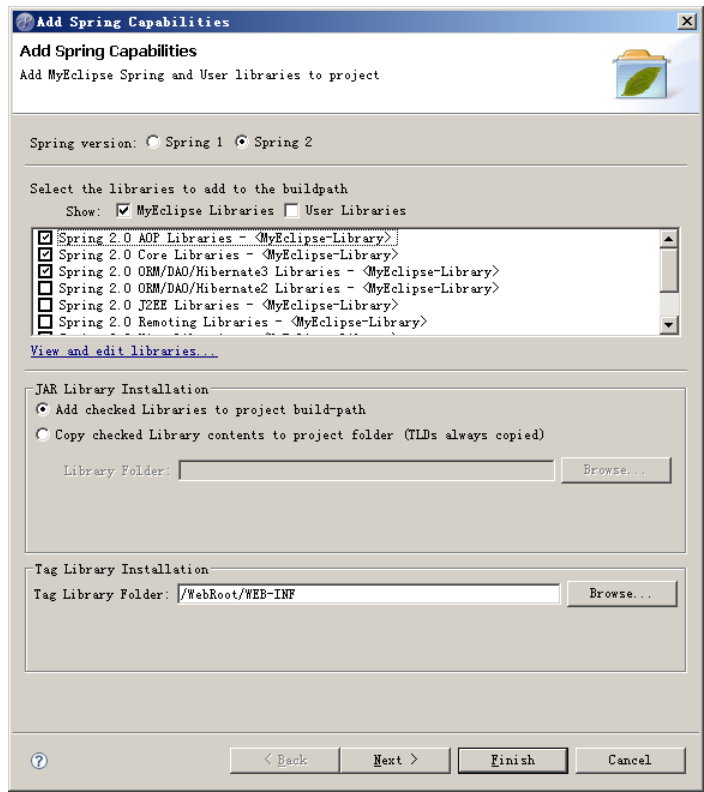 Add Spring Capabilities
Add Spring Capabilities
Add MyEclipse Spring and User libraries to project
Spring version: Spring 1 Spring 2
Select the libraries to add to the buildpath
Show: MyEclipse Libraries User Libraries
Spring 2.0 AOP Libraries - <MyEclipse-Library>
Spring 2.0 Core Libraries - <MyEclipse-Library>
Spring 2.0 ORM/DAO/Hibernate3 Libraries - <MyEclipse-Library>
Spring 2.0 ORM/DAO/Hibernate2 Libraries - <MyEclipse-Library>
Spring 2.0 J2EE Libraries - <MyEclipse-Library>
Spring 2.0 Remoting Libraries - <MyEclipse-Library>
View and edit libraries...
JAR Library Installation
Add checked Libraries to project build-path
Copy checked Library contents to project folder (TLDs always copied)
Library Folder: Browse...
Tag Library Installation
Tag Library Folder: /WebRoot/WEB-INF Browse...
? < Back Next > Finish Cancel